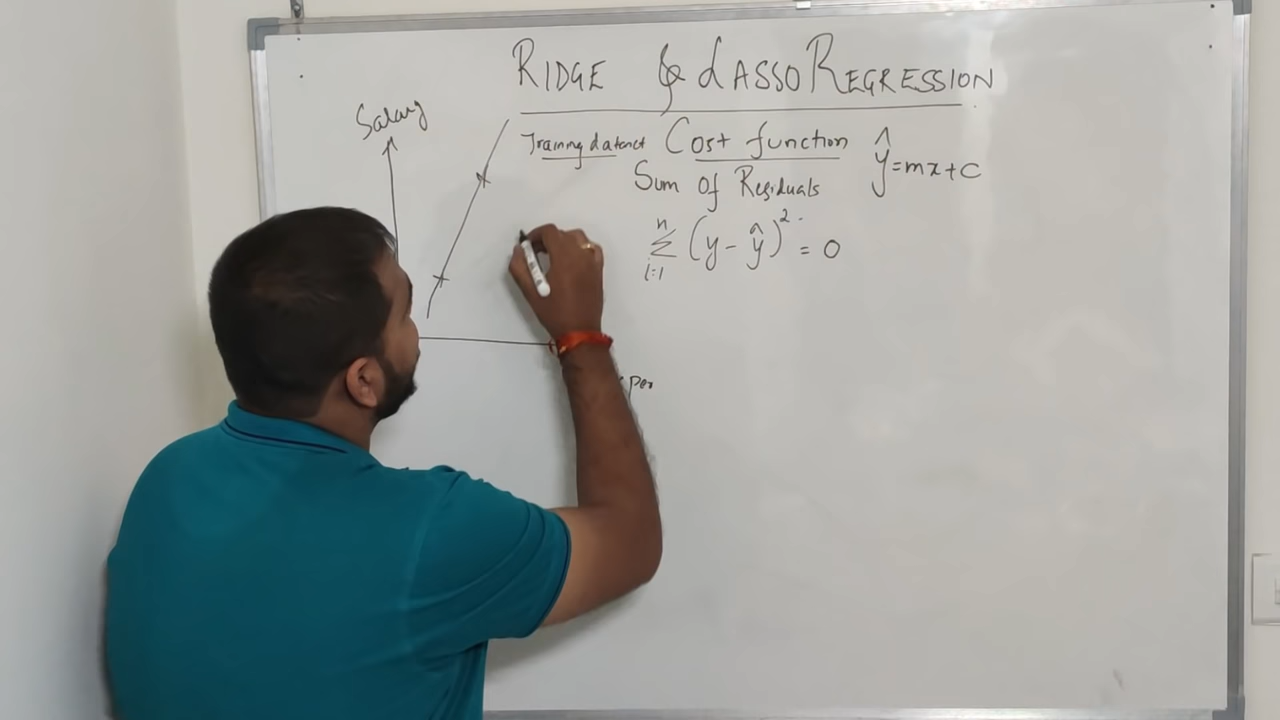 RIDGE & LASSO REGRESSION
Salary
Training dataset Cost function
Sum of Residuals
ŷ=mx+c
n
Σ (y-ŷ)² = 0
i=1